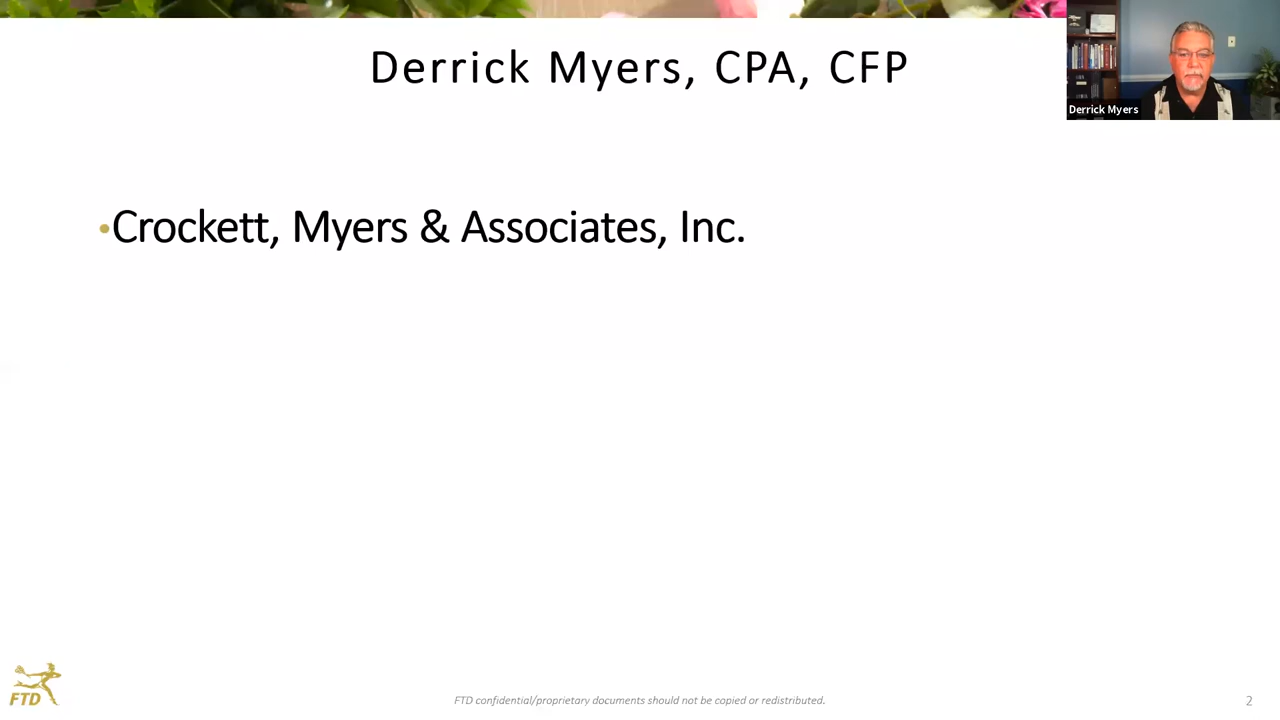 Derrick Myers, CPA, CFP
Derrick Myers
•Crockett, Myers & Associates, Inc.
FTD
FTD confidential/proprietary documents should not be copied or redistributed.
2